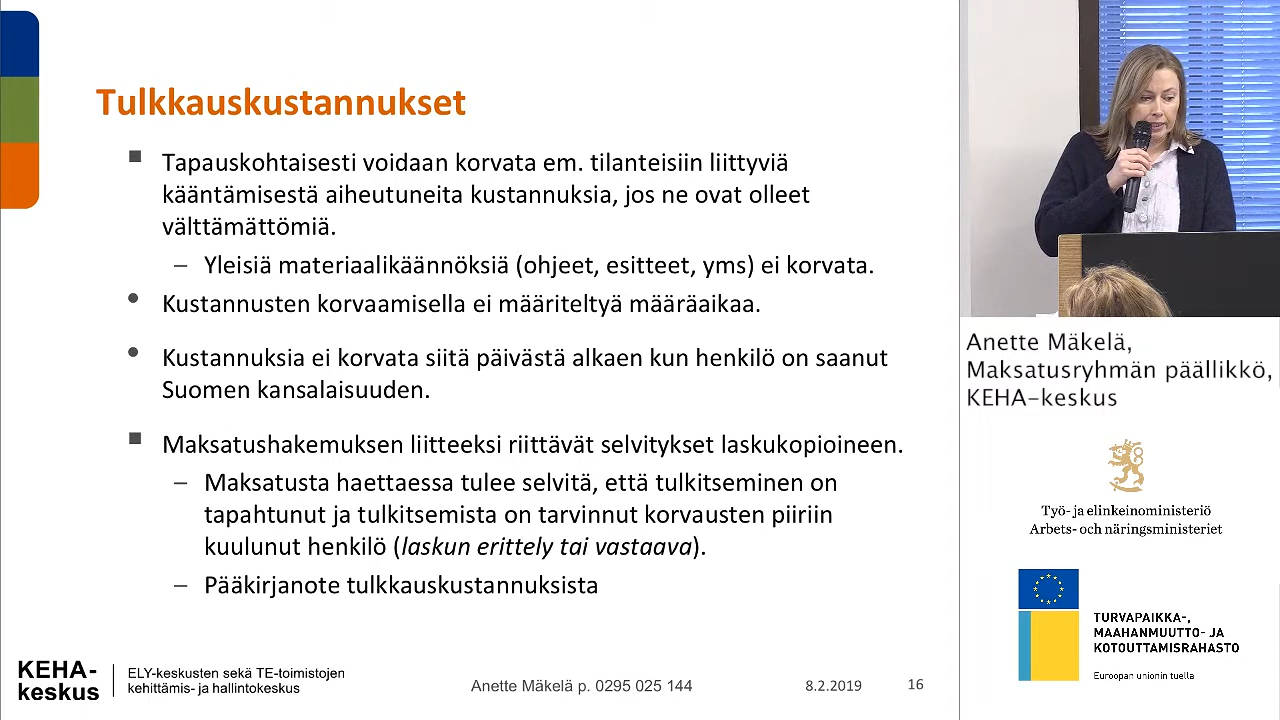 Tulkkauskustannukset
Tapauskohtaisesti voidaan korvata em. tilanteisiin liittyviä
kääntämisestä aiheutuneita kustannuksia, jos ne ovat olleet
välttämättömiä.
– Yleisiä materiaalikäännöksiä (ohjeet, esitteet, yms) ei korvata.
Kustannusten korvaamisella ei määriteltyä määräaikaa.
Kustannuksia ei korvata siitä päivästä alkaen kun henkilö on saanut
Suomen kansalaisuuden.
Maksatushakemuksen liitteeksi riittävät selvitykset laskukopioineen.
– Maksatusta haettaessa tulee selvitä, että tulkitseminen on
tapahtunut ja tulkitsemista on tarvinnut korvausten piiriin
kuulunut henkilö (laskun erittely tai vastaava).
– Pääkirjanote tulkkauskustannuksista
KEHA-
keskus
ELY-keskusten sekä TE-toimistojen
kehittämis- ja hallintokeskus
Anette Mäkelä p. 0295 025 144
8.2.2019
16
Anette Mäkelä,
Maksatusryhmän päällikkö,
KEHA-keskus
Työ- ja elinkeinoministeriö
Arbets- och näringsministeriet
TURVAPAIKKA-,
MAAHANMUUTTO- JA
KOTOUTTAMISRAHASTO
Euroopan unionin tuella